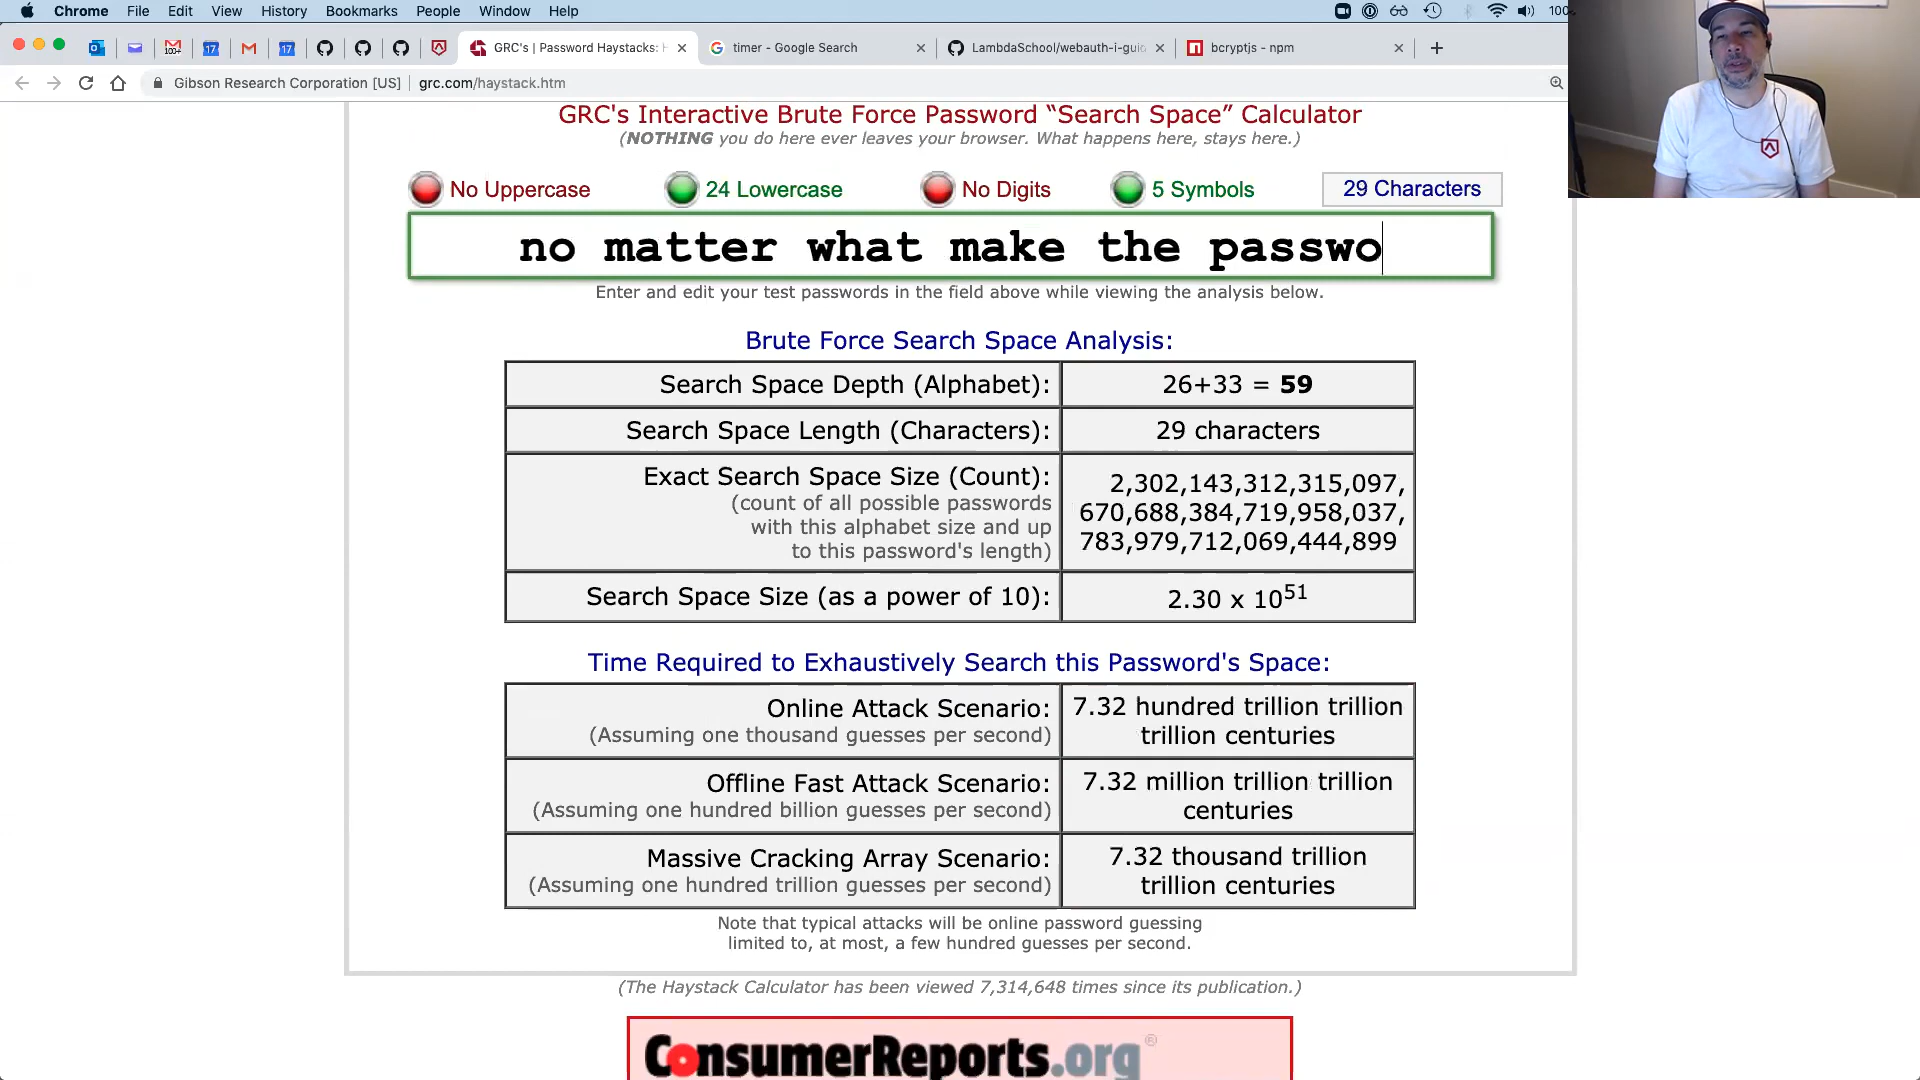 Chrome File Edit View History Bookmarks People Window Help 100
GRC's | Password Haystacks: H timer - Google Search LambdaSchool/webauth-i-gui bcryptjs - npm
Gibson Research Corporation [US] grc.com/haystack.htm
GRC's Interactive Brute Force Password “Search Space” Calculator
(NOTHING you do here ever leaves your browser. What happens here, stays here.)
No Uppercase 24 Lowercase No Digits 5 Symbols 29 Characters
no matter what make the passwo
Enter and edit your test passwords in the field above while viewing the analysis below.
Brute Force Search Space Analysis:
Search Space Depth (Alphabet): 26+33 = 59
Search Space Length (Characters): 29 characters
Exact Search Space Size (Count):
(count of all possible passwords
with this alphabet size and up
to this password's length)
2,302,143,312,315,097,
670,688,384,719,958,037,
783,979,712,069,444,899
Search Space Size (as a power of 10): 2.30 x 10^51
Time Required to Exhaustively Search this Password's Space:
Online Attack Scenario:
(Assuming one thousand guesses per second)
7.32 hundred trillion trillion
trillion centuries
Offline Fast Attack Scenario:
(Assuming one hundred billion guesses per second)
7.32 million trillion trillion
centuries
Massive Cracking Array Scenario:
(Assuming one hundred trillion guesses per second)
7.32 thousand trillion
trillion centuries
Note that typical attacks will be online password guessing
limited to, at most, a few hundred guesses per second.
(The Haystack Calculator has been viewed 7,314,648 times since its publication.)
ConsumerReports.org®